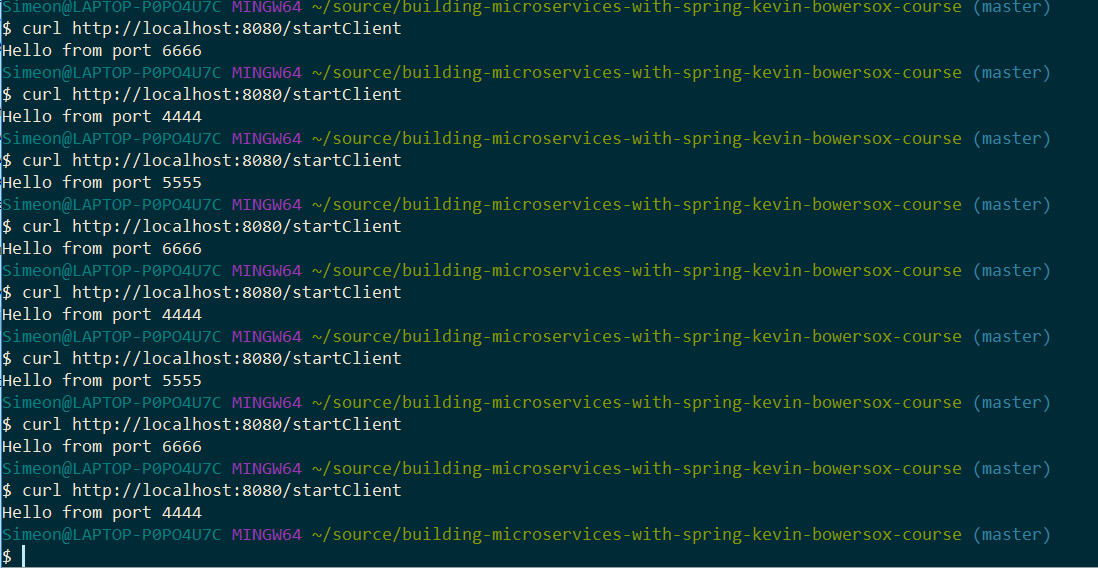 Simeon@LAPTOP-P0PO4U7C MINGW64 ~/source/building-microservices-with-spring-kevin-bowersox-course (master)
$ curl http://localhost:8080/startClient
Hello from port 6666
Simeon@LAPTOP-P0PO4U7C MINGW64 ~/source/building-microservices-with-spring-kevin-bowersox-course (master)
$ curl http://localhost:8080/startClient
Hello from port 4444
Simeon@LAPTOP-P0PO4U7C MINGW64 ~/source/building-microservices-with-spring-kevin-bowersox-course (master)
$ curl http://localhost:8080/startClient
Hello from port 5555
Simeon@LAPTOP-P0PO4U7C MINGW64 ~/source/building-microservices-with-spring-kevin-bowersox-course (master)
$ curl http://localhost:8080/startClient
Hello from port 6666
Simeon@LAPTOP-P0PO4U7C MINGW64 ~/source/building-microservices-with-spring-kevin-bowersox-course (master)
$ curl http://localhost:8080/startClient
Hello from port 4444
Simeon@LAPTOP-P0PO4U7C MINGW64 ~/source/building-microservices-with-spring-kevin-bowersox-course (master)
$ curl http://localhost:8080/startClient
Hello from port 5555
Simeon@LAPTOP-P0PO4U7C MINGW64 ~/source/building-microservices-with-spring-kevin-bowersox-course (master)
$ curl http://localhost:8080/startClient
Hello from port 6666
Simeon@LAPTOP-P0PO4U7C MINGW64 ~/source/building-microservices-with-spring-kevin-bowersox-course (master)
$ curl http://localhost:8080/startClient
Hello from port 4444
Simeon@LAPTOP-P0PO4U7C MINGW64 ~/source/building-microservices-with-spring-kevin-bowersox-course (master)
$